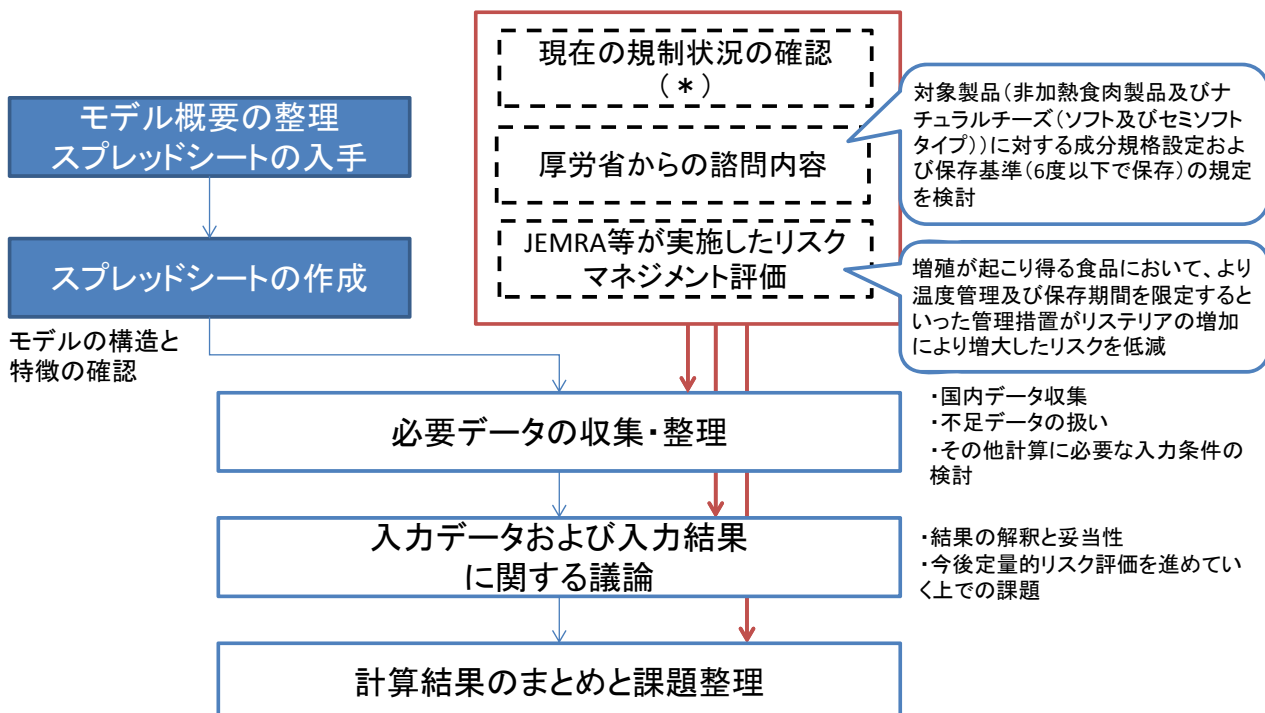 モデル概要の整理
スプレッドシートの入手
スプレッドシートの作成
モデルの構造と
特徴の確認
現在の規制状況の確認
(*)
厚労省からの諮問内容
JEMRA等が実施したリスク
マネジメント評価
対象製品(非加熱食肉製品及びナ
チュラルチーズ(ソフト及びセミソフト
タイプ))に対する成分規格設定お
よび保存基準(6度以下で保存)の規定
を検討
増殖が起こり得る食品において、より
温度管理及び保存期間を限定すると
いった管理措置がリステリアの増加
により増大したリスクを低減
必要データの収集・整理
・国内データ収集
・不足データの扱い
・その他計算に必要な入力条件の
検討
入力データおよび入力結果
に関する議論
・結果の解釈と妥当性
・今後定量的リスク評価を進めてい
く上での課題
計算結果のまとめと課題整理